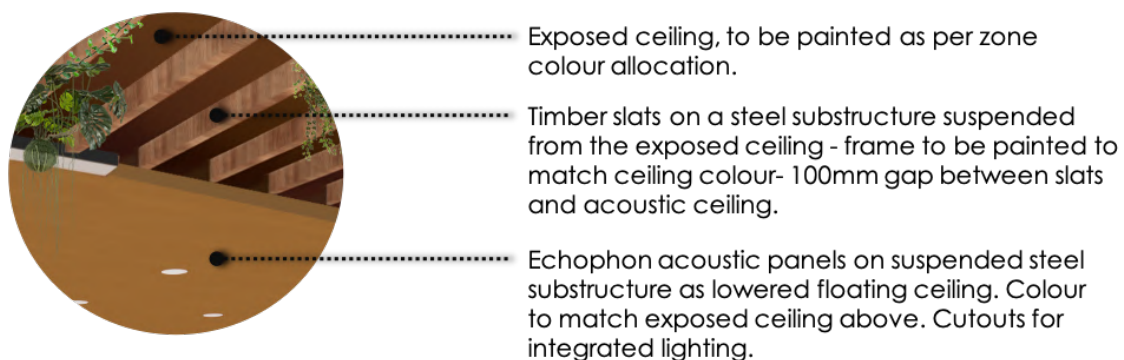 Exposed ceiling, to be painted as per zone
colour allocation.
Timber slats on a steel substructure suspended
from the exposed ceiling - frame to be painted to
match ceiling colour- 100mm gap between slats
and acoustic ceiling.
Echophon acoustic panels on suspended steel
substructure as lowered floating ceiling. Colour
to match exposed ceiling above. Cutouts for
integrated lighting.